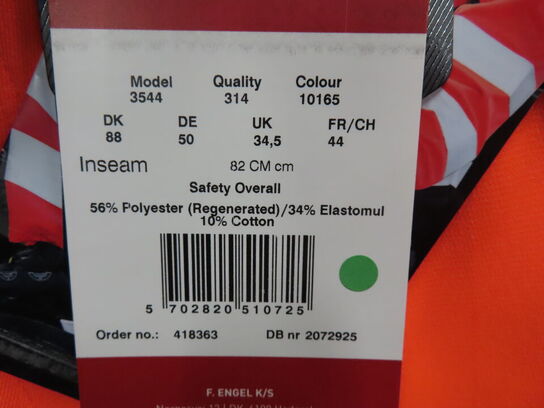 Model Quality Colour
3544 314 10165
DK DE UK FR/CH
88 50 34,5 44
Inseam 82 CM cm
Safety Overall
56% Polyester (Regenerated)/34% Elastomul
10% Cotton
5 702820 510725
Order no.: 418363 DB nr 2072925
F. ENGEL K/S